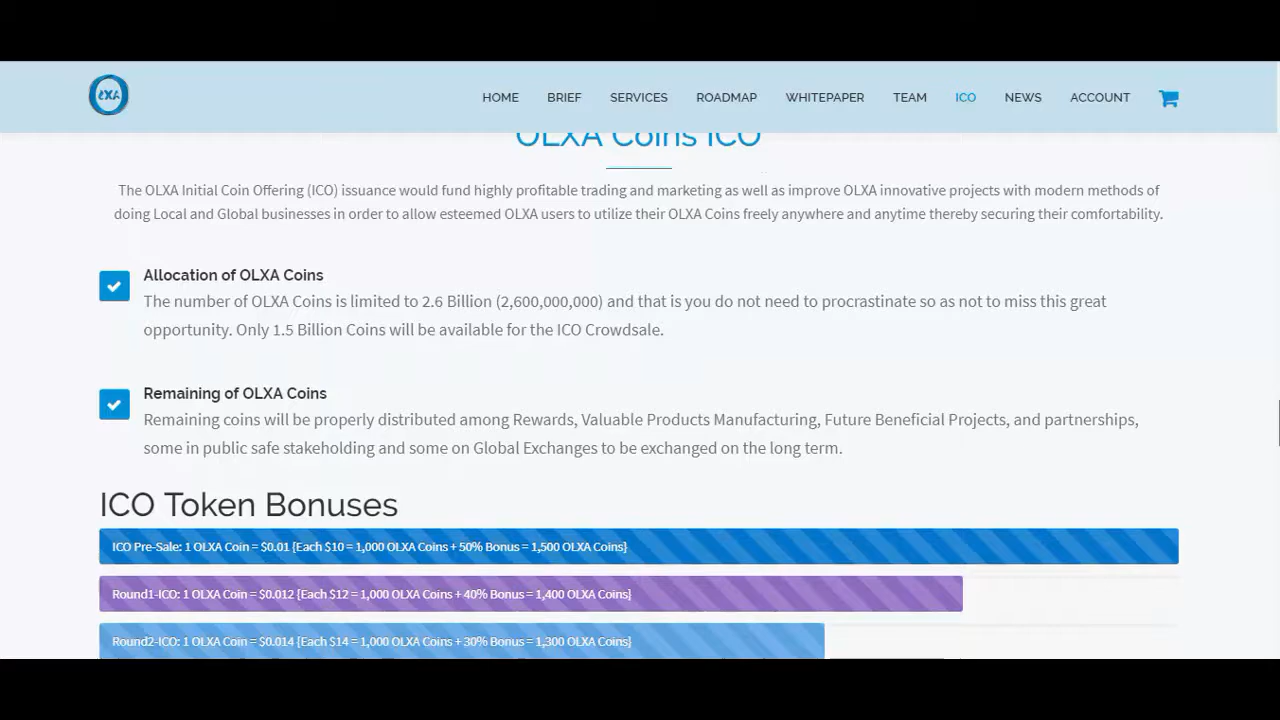 OLXA
HOME BRIEF SERVICES ROADMAP WHITEPAPER TEAM ICO NEWS ACCOUNT
OLXA Coins ICO
The OLXA Initial Coin Offering (ICO) issuance would fund highly profitable trading and marketing as well as improve OLXA innovative projects with modern methods of
doing Local and Global businesses in order to allow esteemed OLXA users to utilize their OLXA Coins freely anywhere and anytime thereby securing their comfortability.
Allocation of OLXA Coins
The number of OLXA Coins is limited to 2.6 Billion (2,600,000,000) and that is you do not need to procrastinate so as not to miss this great
opportunity. Only 1.5 Billion Coins will be available for the ICO Crowdsale.
Remaining of OLXA Coins
Remaining coins will be properly distributed among Rewards, Valuable Products Manufacturing, Future Beneficial Projects, and partnerships,
some in public safe stakeholding and some on Global Exchanges to be exchanged on the long term.
ICO Token Bonuses
ICO Pre-Sale: 1 OLXA Coin = $0.01 {Each $10 = 1,000 OLXA Coins + 50% Bonus = 1,500 OLXA Coins}
Round1-ICO: 1 OLXA Coin = $0.012 {Each $12 = 1,000 OLXA Coins + 40% Bonus = 1,400 OLXA Coins}
Round2-ICO: 1 OLXA Coin = $0.014 {Each $14 = 1,000 OLXA Coins + 30% Bonus = 1,300 OLXA Coins}